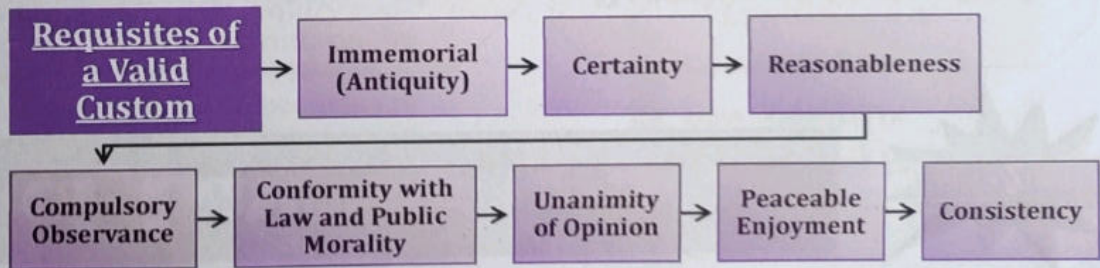 Requisites of
a Valid
Custom
Immemorial
(Antiquity)
Certainty
Reasonableness
Compulsory
Observance
Conformity with
Law and Public
Morality
Unanimity
of Opinion
Peaceable
Enjoyment
Consistency